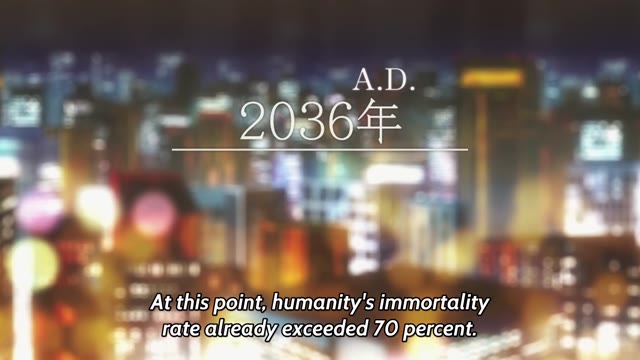 A.D.
2036年
At this point, humanity's immortality
rate already exceeded 70 percent.